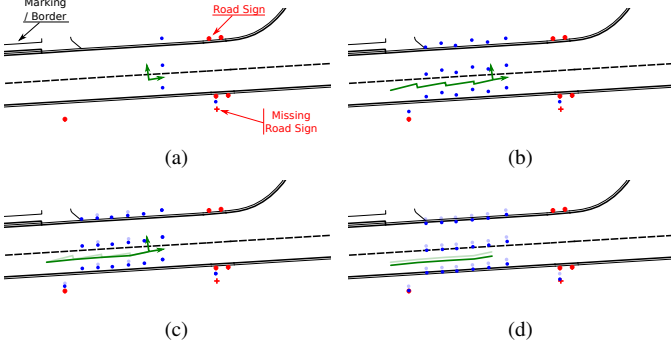 Marking
/ Border
Road Sign
Missing
Road Sign
(a)
(b)
(c)
(d)